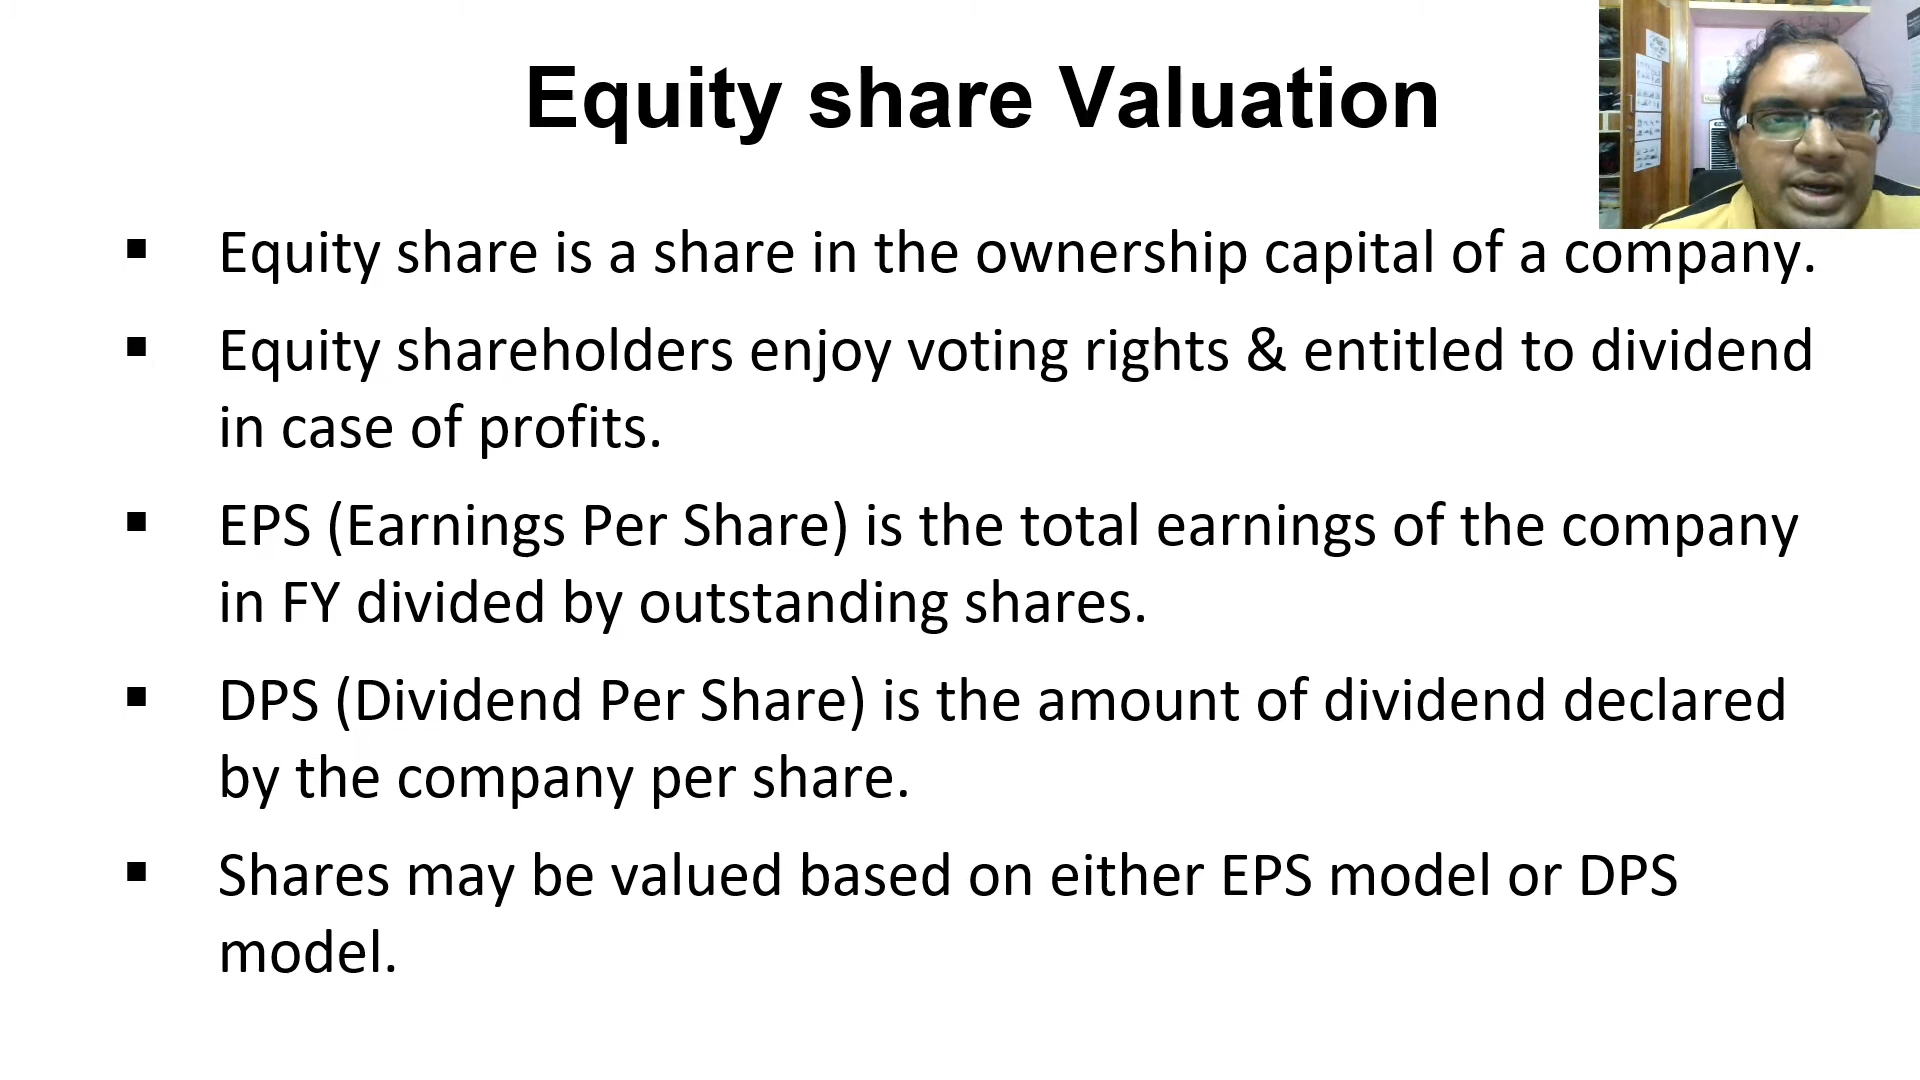 Equity share Valuation
▪ Equity share is a share in the ownership capital of a company.
▪ Equity shareholders enjoy voting rights & entitled to dividend
in case of profits.
▪ EPS (Earnings Per Share) is the total earnings of the company
in FY divided by outstanding shares.
▪ DPS (Dividend Per Share) is the amount of dividend declared
by the company per share.
▪ Shares may be valued based on either EPS model or DPS
model.